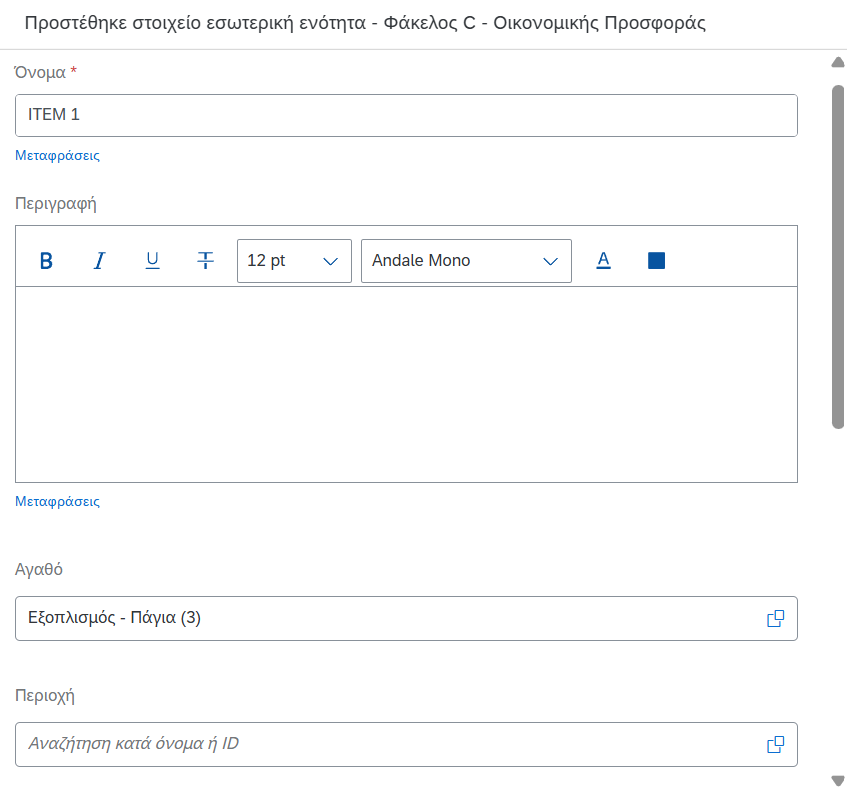 Προστέθηκε στοιχείο εσωτερική ενότητα - Φάκελος C - Οικονομικής Προσφοράς
Όνομα *
ITEM 1
Μεταφράσεις
Περιγραφή
B I U T 12 pt Andale Mono A
Μεταφράσεις
Αγαθό
Εξοπλισμός - Πάγια (3)
Περιοχή
Αναζήτηση κατά όνομα ή ID